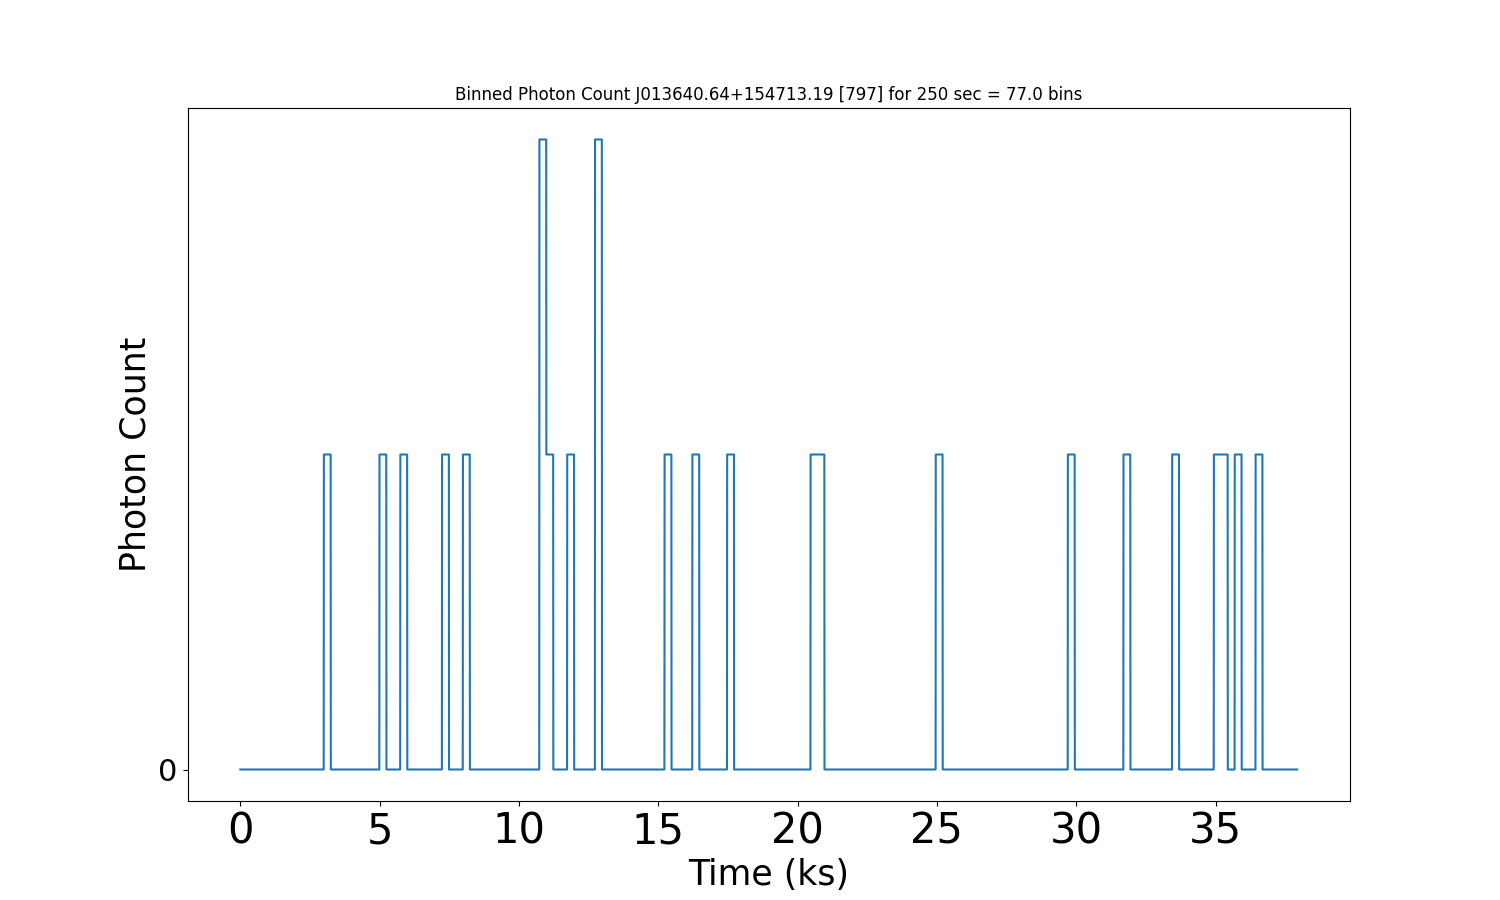 Binned Photon Count J013640.64+154713.19 [797] for 250 sec = 77.0 bins
Photon Count
0
0 5 10 15 20 25 30 35
Time (ks)